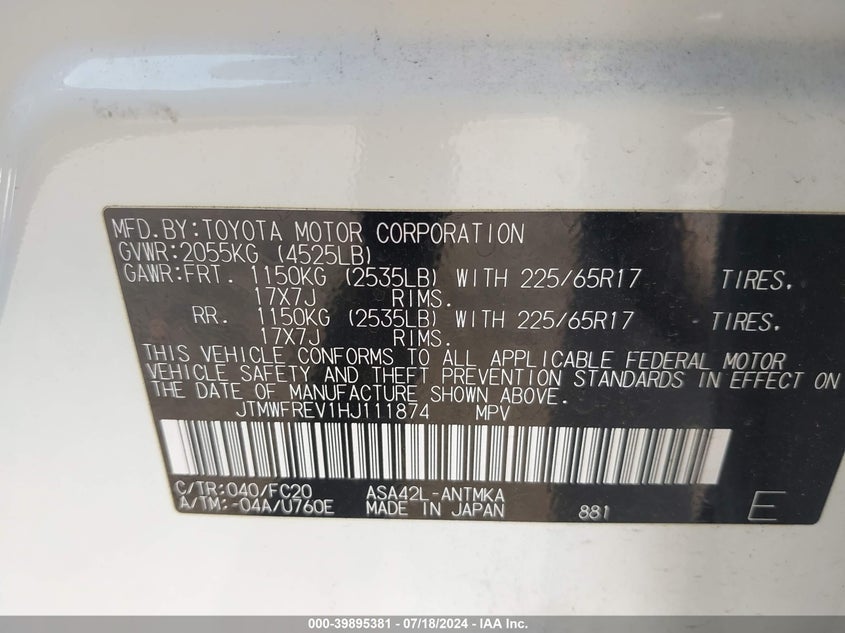 MFD.BY:TOYOTA MOTOR CORPORATION
GVWR:2055KG (4525LB)
GAWR:FRT. 1150KG (2535LB) WITH 225/65R17 TIRES.
17X7J RIMS.
RR. 1150KG (2535LB) WITH 225/65R17 TIRES.
17X7J RIMS.
THIS VEHICLE CONFORMS TO ALL APPLICABLE FEDERAL MOTOR
VEHICLE SAFETY AND THEFT PREVENTION STANDARDS IN EFFECT ON
THE DATE OF MANUFACTURE SHOWN ABOVE.
JTMWFREV1HJ111874 MPV
C/TR:040/FC20 ASA42L-ANTMKA
A/TM:-04A/U760E MADE IN JAPAN 881 E
000-39895381 - 07/18/2024 - IAA Inc.